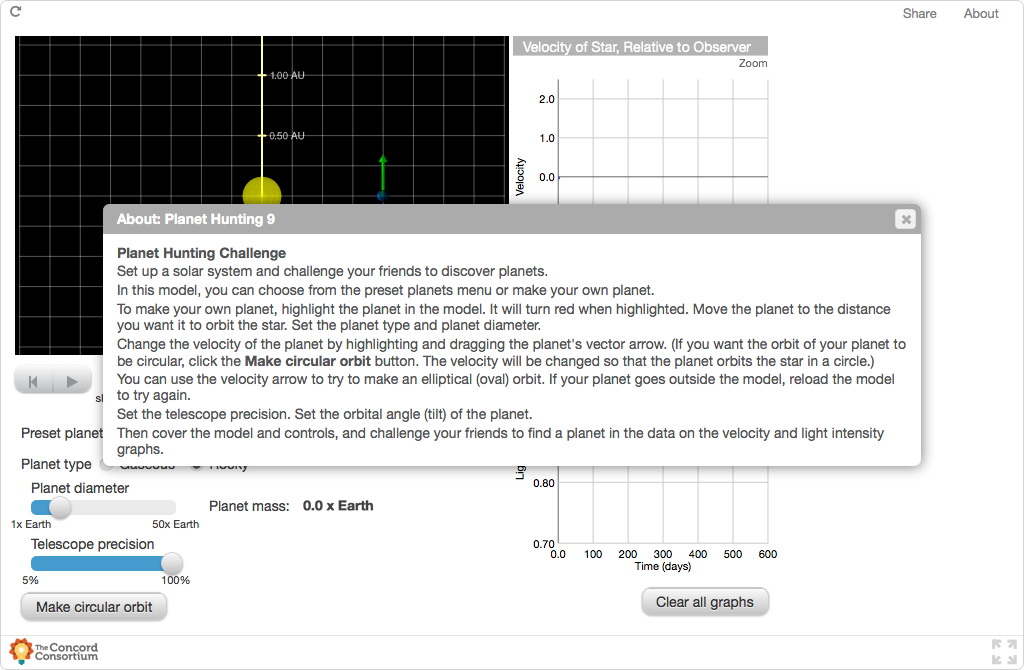 Share About
Velocity of Star, Relative to Observer
Zoom
1.00 AU
0.50 AU
2.0
1.0
0.0
Velocity
About: Planet Hunting 9
Planet Hunting Challenge
Set up a solar system and challenge your friends to discover planets.
In this model, you can choose from the preset planets menu or make your own planet.
To make your own planet, highlight the planet in the model. It will turn red when highlighted. Move the planet to the distance
you want it to orbit the star. Set the planet type and planet diameter.
Change the velocity of the planet by highlighting and dragging the planet's vector arrow. (If you want the orbit of your planet to
be circular, click the Make circular orbit button. The velocity will be changed so that the planet orbits the star in a circle.)
You can use the velocity arrow to try to make an elliptical (oval) orbit. If your planet goes outside the model, reload the model
to try again.
Set the telescope precision. Set the orbital angle (tilt) of the planet.
Then cover the model and controls, and challenge your friends to find a planet in the data on the velocity and light intensity
graphs.
Preset planet
Planet type Gaseous Rocky
Planet diameter
1x Earth 50x Earth
Planet mass: 0.0 x Earth
Telescope precision
5% 100%
Make circular orbit
0.80
0.70
0.0 100 200 300 400 500 600
Time (days)
Clear all graphs
The Concord
Consortium